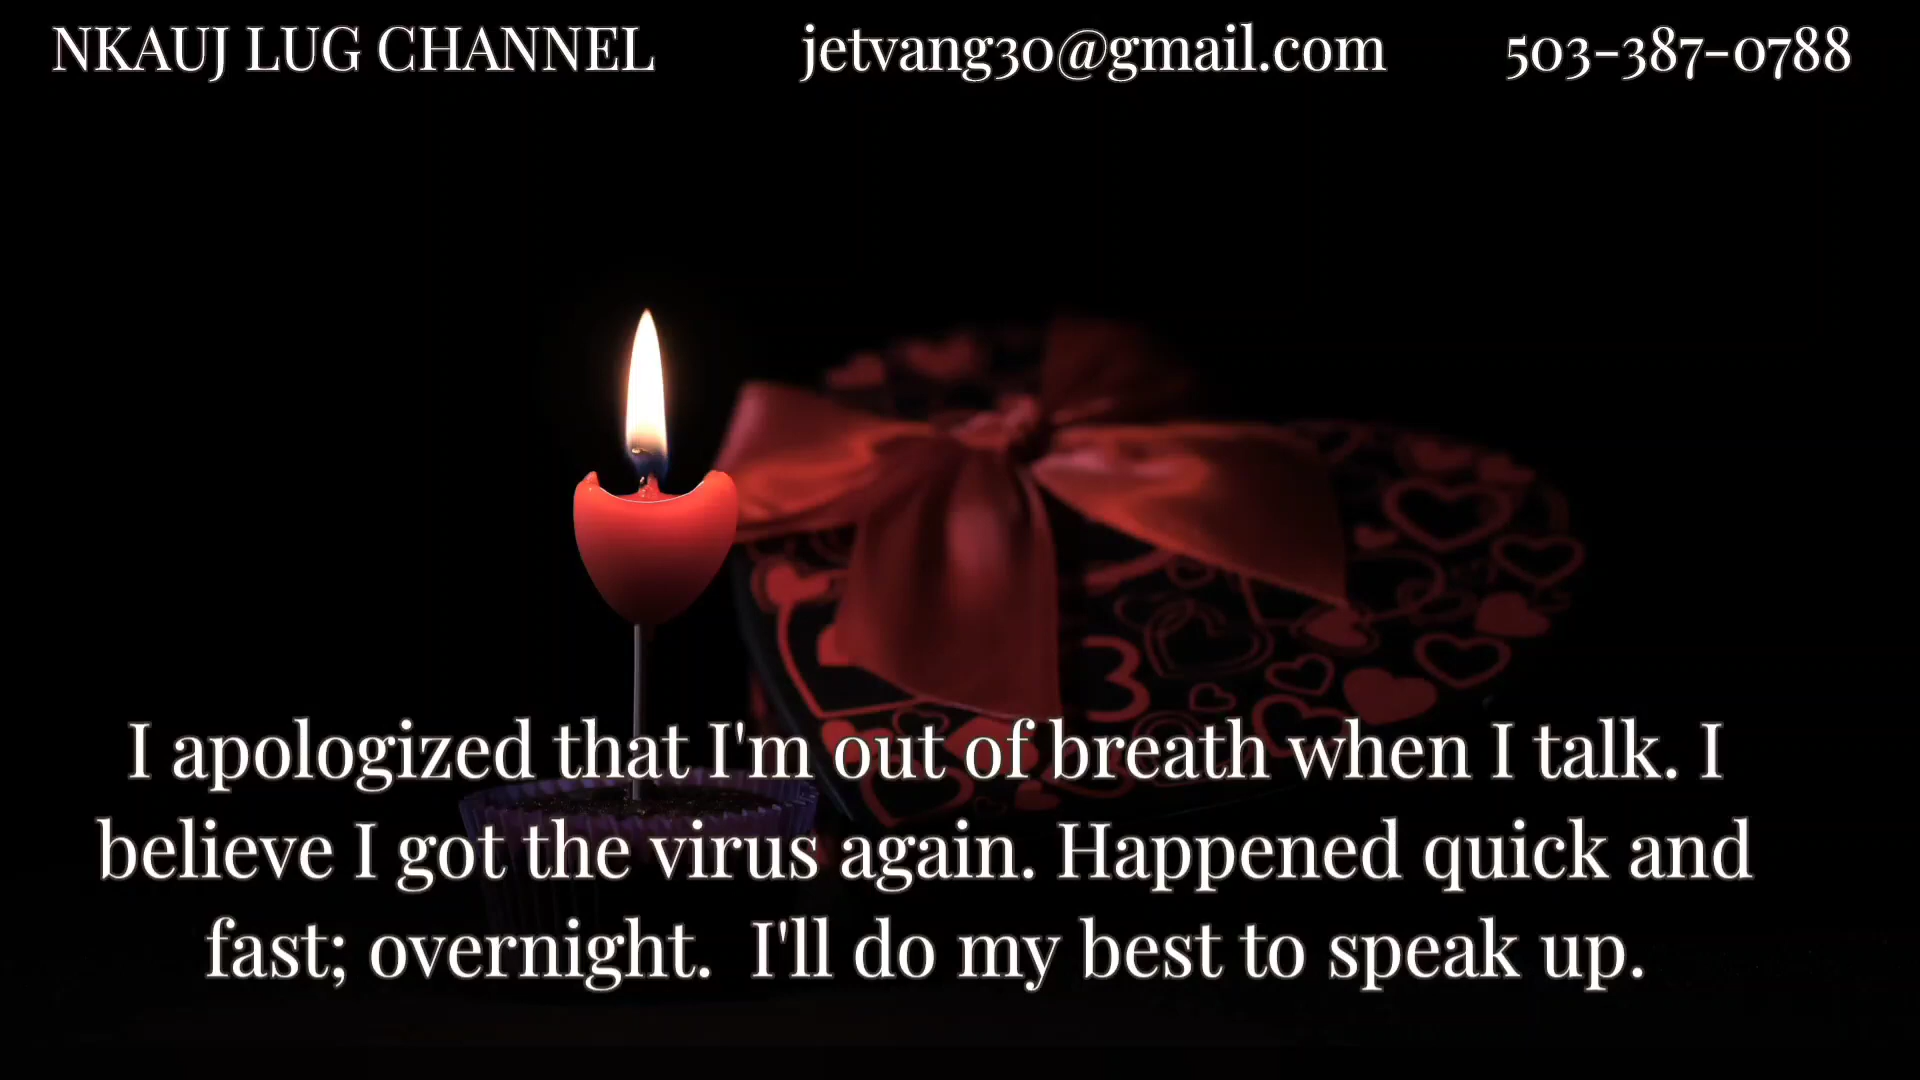 NKAUJ LUG CHANNEL jetvang30@gmail.com 503-387-0788
I apologized that I'm out of breath when I talk. I
believe I got the virus again. Happened quick and
fast; overnight. I'll do my best to speak up.